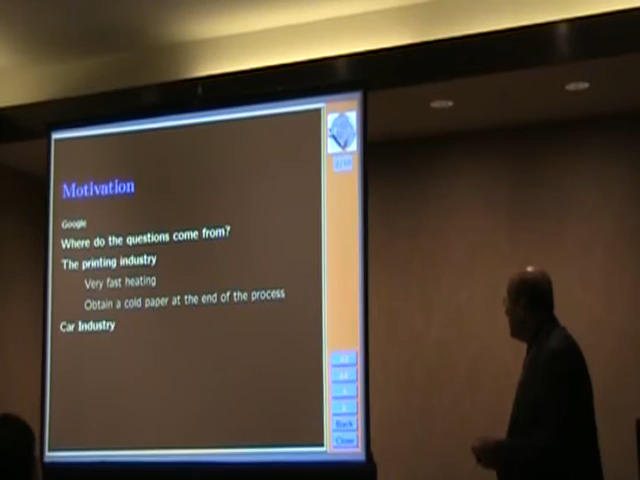 Motivation
Google
Where do the questions come from?
The printing industry
Very fast heating
Obtain a cold paper at the end of the process
Car Industry
Back
Close